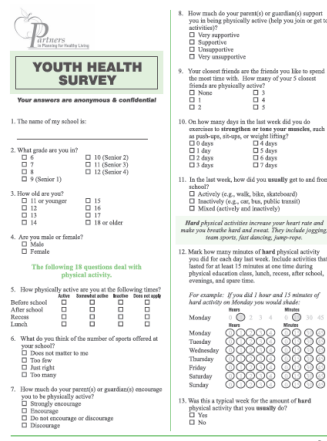 Partners
in Planning for Healthy Living
YOUTH HEALTH
SURVEY
Your answers are anonymous & confidential
1. The name of my school is:
2. What grade are you in?
6
7
8
9 (Senior 1)
10 (Senior 2)
11 (Senior 3)
12 (Senior 4)
3. How old are you?
11 or younger
12
13
14
15
16
17
18 or older
4. Are you male or female?
Male
Female
The following 18 questions deal with
physical activity.
5. How physically active are you at the following times?
Active Somewhat active Inactive Does not apply
Before school
After school
Recess
Lunch
6. What do you think of the number of sports offered at
your school?
Does not matter to me
Too few
Just right
Too many
7. How much do your parent(s) or guardian(s) encourage
you to be physically active?
Strongly encourage
Encourage
Do not encourage or discourage
Discourage
8. How much do your parent(s) or guardian(s) support
you in being physically active (help you join or get to
activities)?
Very supportive
Supportive
Unsupportive
Very unsupportive
9. Your closest friends are the friends you like to spend
the most time with. How many of your 5 closest
friends are physically active?
None
1
2
3
4
5
10. On how many days in the last week did you do
exercises to strengthen or tone your muscles, such
as push-ups, sit-ups, or weight lifting?
0 days
1 day
2 days
3 days
4 days
5 days
6 days
7 days
11. In the last week, how did you usually get to and from
school?
Actively (e.g., walk, bike, skateboard)
Inactively (e.g., car, bus, public transit)
Mixed (actively and inactively)
Hard physical activities increase your heart rate and
make you breathe hard and sweat. They include jogging,
team sports, fast dancing, jump-rope.
12. Mark how many minutes of hard physical activity
you did for each day last week. Include activities that
lasted for at least 15 minutes at one time during
physical education class, lunch, recess, after school,
evenings, and spare time.
For example: If you did 1 hour and 15 minutes of
hard activity on Monday you would shade:
Hours Minutes
Monday
Hours Minutes
Monday
Tuesday
Wednesday
Thursday
Friday
Saturday
Sunday
13. Was this a typical week for the amount of hard
physical activity that you usually do?
Yes
No